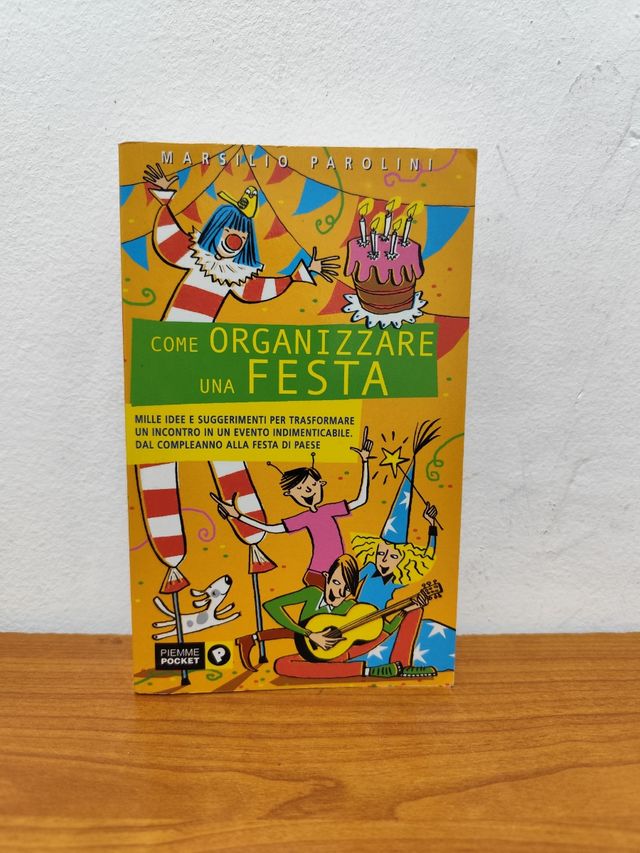 MARSILIO PAROLINI
COME ORGANIZZARE
UNA FESTA
MILLE IDEE E SUGGERIMENTI PER TRASFORMARE
UN INCONTRO IN UN EVENTO INDIMENTICABILE.
DAL COMPLEANNO ALLA FESTA DI PAESE
PIEMME
POCKET
P